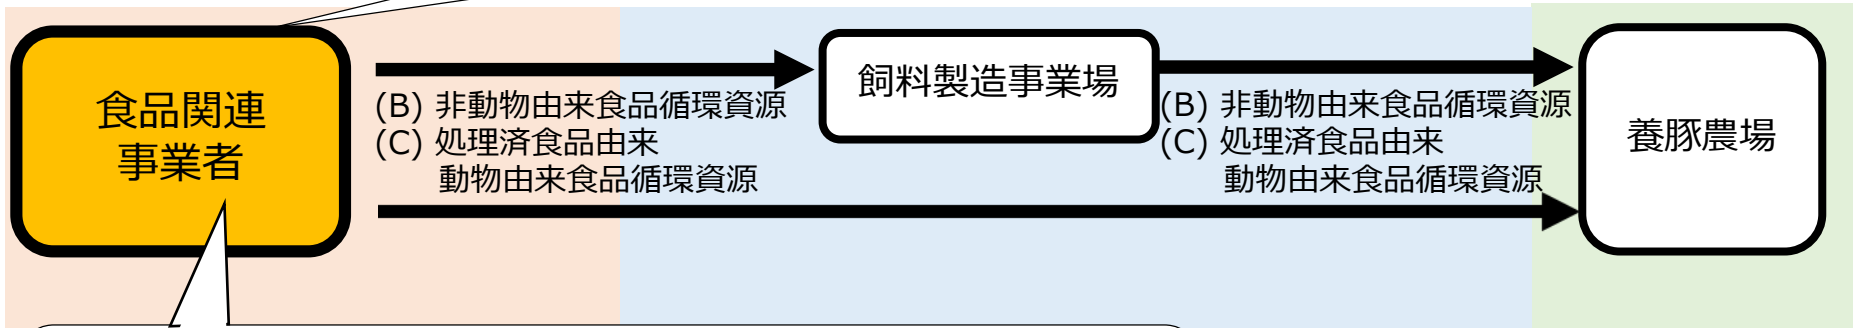 食品関連
事業者
(B) 非動物由来食品循環資源
(C) 処理済食品由来
動物由来食品循環資源
飼料製造事業場
(B) 非動物由来食品循環資源
(C) 処理済食品由来
動物由来食品循環資源
養豚農場